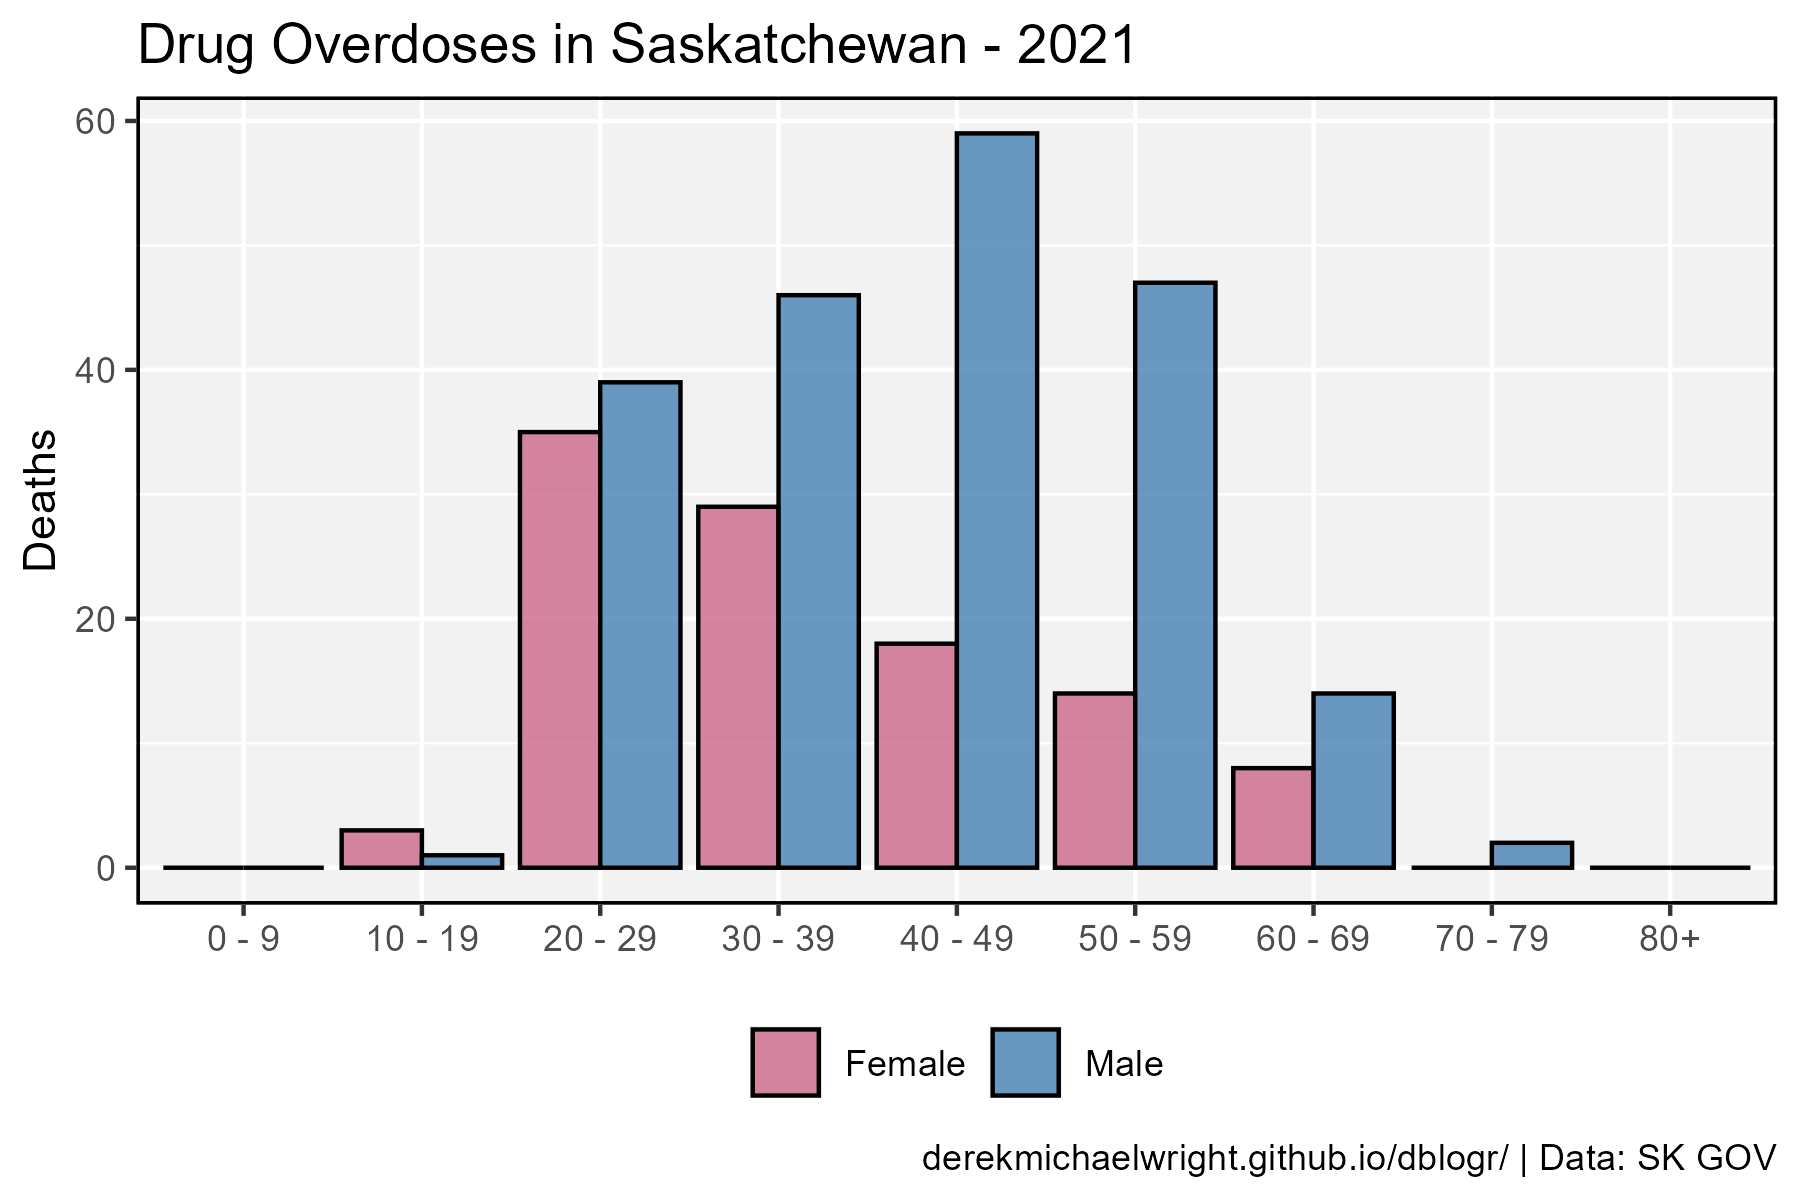 Drug Overdoses in Saskatchewan - 2021
Deaths
60
40
20
0
0 - 9 10 - 19 20 - 29 30 - 39 40 - 49 50 - 59 60 - 69 70 - 79 80+
Female Male
derekmichaelwright.github.io/dblogr/ | Data: SK GOV